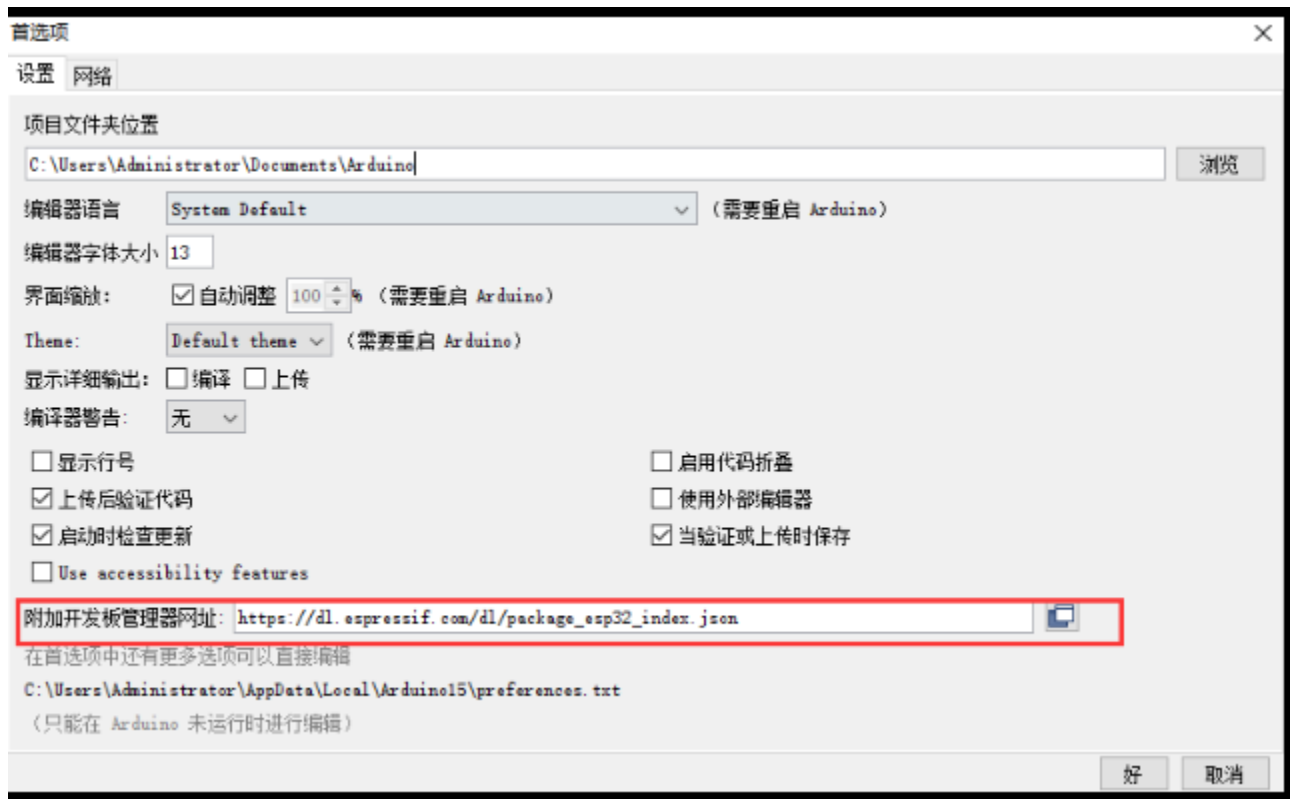 首选项
设置 网络
项目文件夹位置
C:\Users\Administrator\Documents\Arduino 浏览
编辑器语言 System Default (需要重启 Arduino)
编辑器字体大小 13
界面缩放: 自动调整 100 % (需要重启 Arduino)
Theme: Default theme (需要重启 Arduino)
显示详细输出: 编译 上传
编译器警告: 无
显示行号 启用代码折叠
上传后验证代码 使用外部编辑器
启动时检查更新 当验证或上传时保存
Use accessibility features
附加开发板管理器网址: https://dl.espressif.com/dl/package_esp32_index.json
在首选项中还有更多选项可以直接编辑
C:\Users\Administrator\AppData\Local\Arduino15\preferences.txt
(只能在 Arduino 未运行时进行编辑)
好 取消